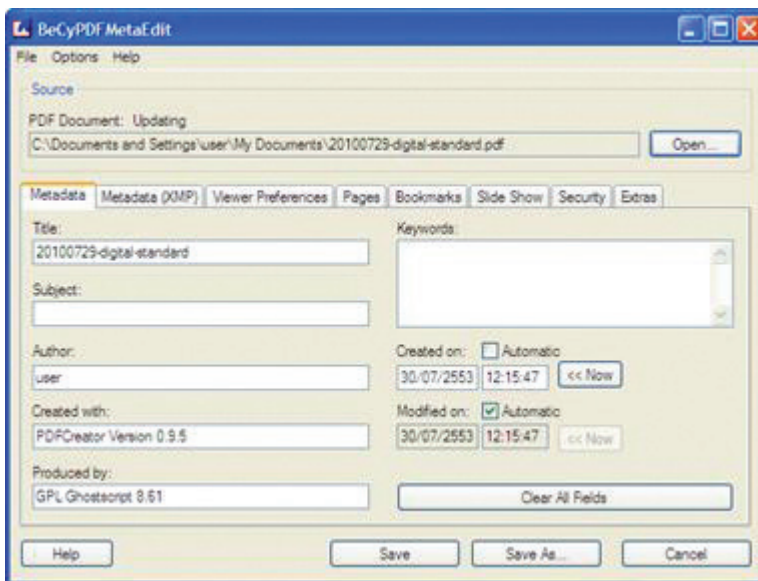 BeCyPDFMetaEdit
File Options Help
Source
PDF Document: Updating
C:\Documents and Settings\user\My Documents\20100729-digital-standard.pdf
Open...
Metadata Metadata (XMP) Viewer Preferences Pages Bookmarks Slide Show Security Extras
Title:
20100729-digital-standard
Subject:
Author:
user
Created with:
PDFCreator Version 0.9.5
Produced by:
GPL Ghostscript 8.61
Keywords:
Created on: Automatic
30/07/2553 12:15:47 << Now
Modified on: Automatic
30/07/2553 12:15:47 << Now
Clear All Fields
Help Save Save As... Cancel